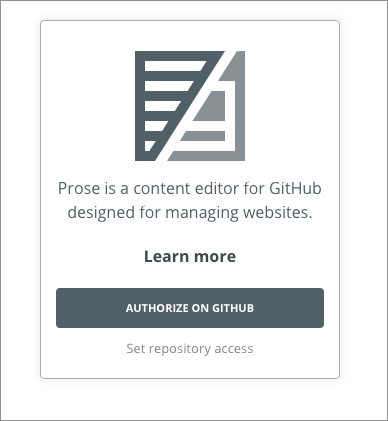 Prose is a content editor for GitHub
designed for managing websites.
Learn more
AUTHORIZE ON GITHUB
Set repository access